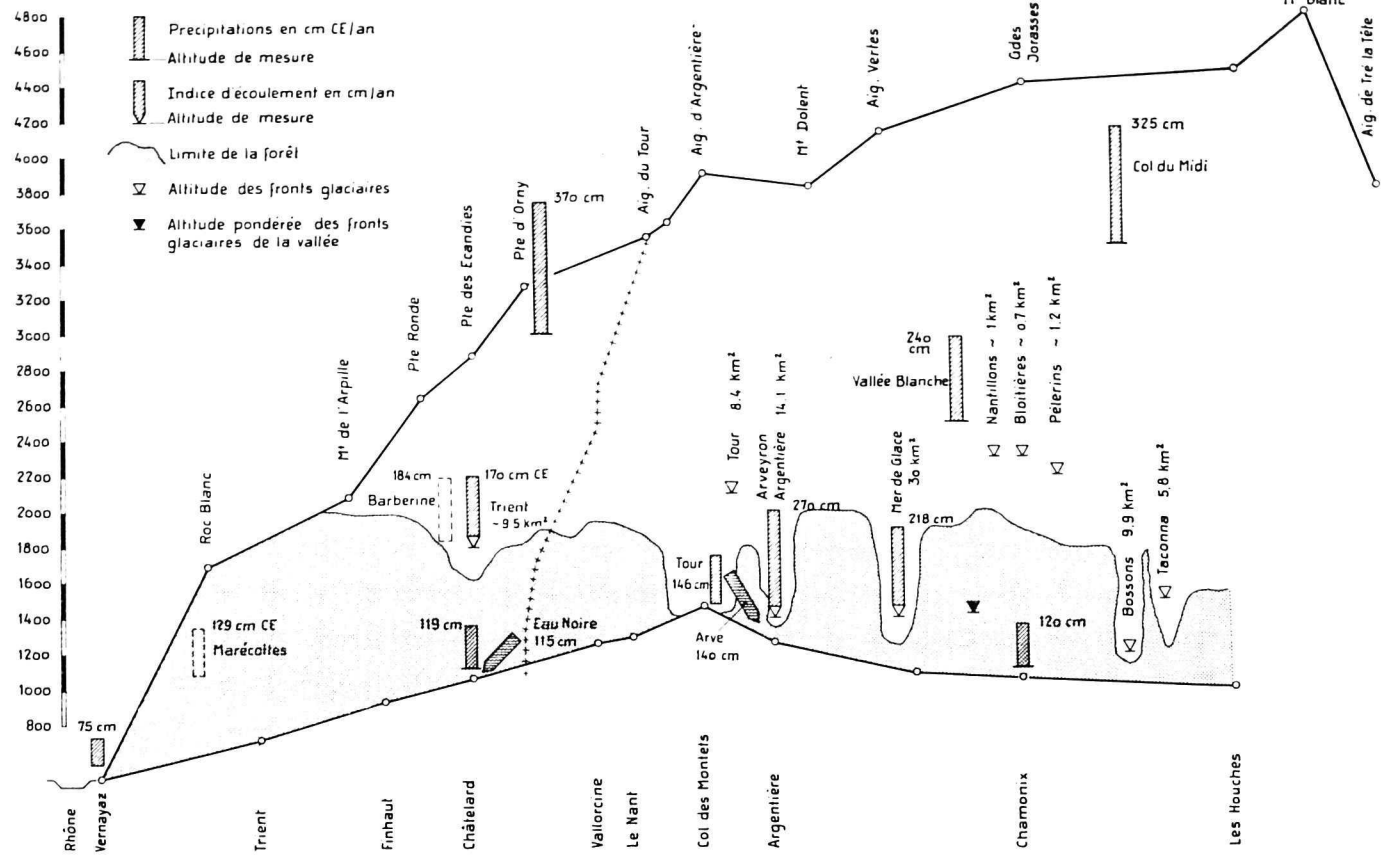 4800
4600
4400
4200
4000
3800
3600
3400
3200
3000
2800
2600
2400
2200
2000
1800
1600
1400
1200
1000
800
Precipitations en cm CE/an
Altitude de mesure
Indice d'écoulement en cm/an
Altitude de mesure
Limite de la forêt
Altitude des fronts glaciaires
Altitude pondérée des fronts
glaciaires de la vallée
Roc Blanc
Mt de l'Arpille
Pte Ronde
Pte des Ecandies
Pte d'Orny
370 cm
Aig. du Tour
Aig. d'Argentière
Mt Dolent
Aig. Vertes
Gdes
Jorasses
Mt Blanc
Aig. de Tré la Tête
325 cm
Col du Midi
240
cm
Vallée Blanche
Nantillons ~ 1 km²
Bloitières ~ 0.7 km²
Pélerins ~ 1.2 km²
Tour 8.4 km²
Arveyron
Argentière 14.1 km²
270 cm
Mer de Glace
30 km²
218 cm
Bossons 9.9 km²
Taconna 5.8 km²
184 cm
Barberine
170 cm CE
Trient
~ 9.5 km²
129 cm CE
Marécottes
119 cm
Eau Noire
115 cm
Tour
146 cm
Arve
140 cm
120 cm
75 cm
Rhône
Vernayaz
Trient
Finhaut
Châtelard
Vallorcine
Le Nant
Col des Montets
Argentière
Chamonix
Les Houches